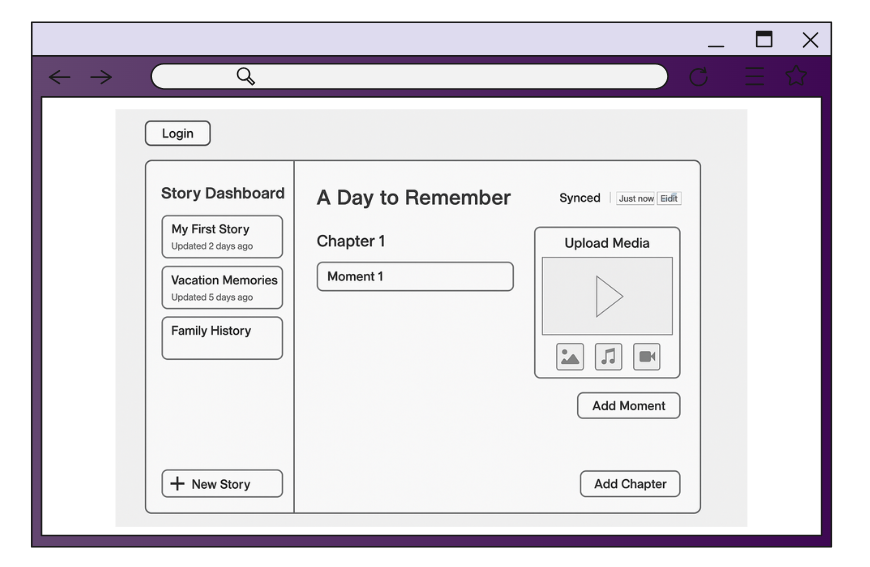 Login
Story Dashboard
My First Story
Updated 2 days ago
Vacation Memories
Updated 5 days ago
Family History
+ New Story
A Day to Remember
Synced
Just now
Eidit
Chapter 1
Moment 1
Upload Media
Add Moment
Add Chapter